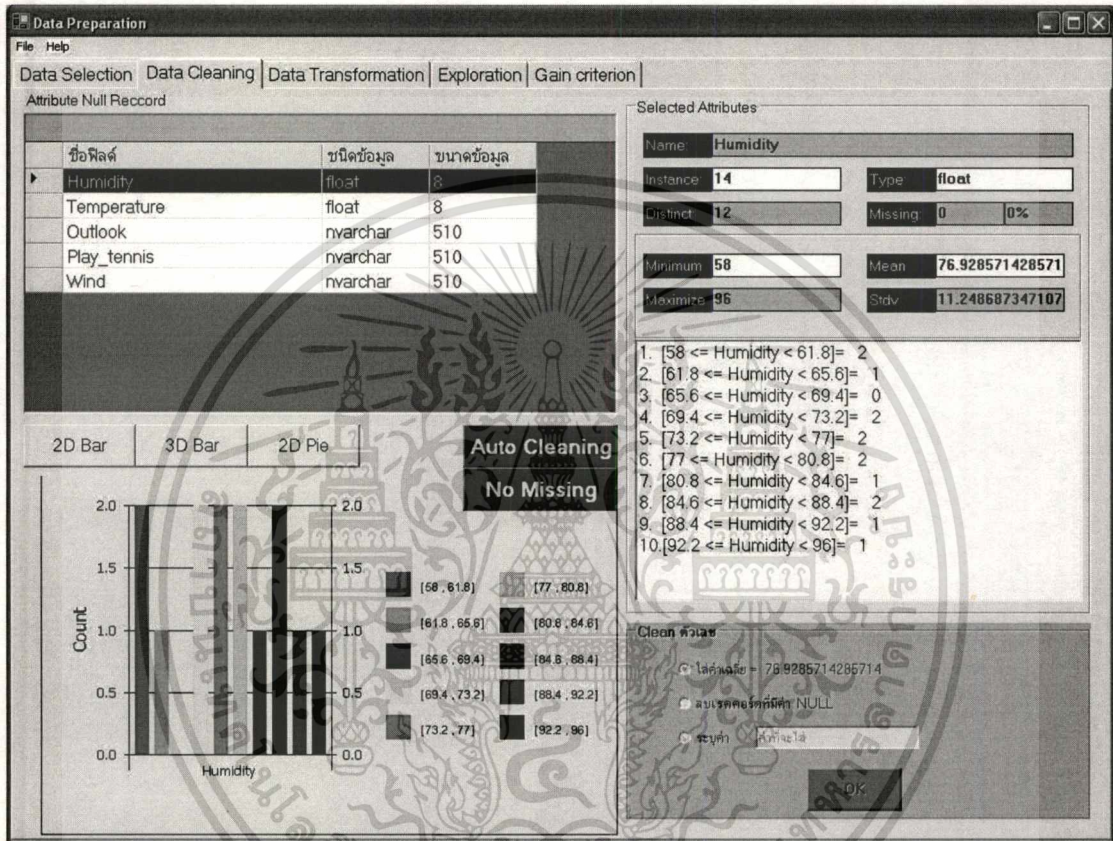 Data Preparation
File Help
Data Selection Data Cleaning Data Transformation Exploration Gain criterion
Attribute Null Reccord
ชื่อฟิลด์ ชนิดข้อมูล ขนาดข้อมูล
Humidity float 8
Temperature float 8
Outlook nvarchar 510
Play_tennis nvarchar 510
Wind nvarchar 510
2D Bar 3D Bar 2D Pie
Auto Cleaning
No Missing
2.0 2.0
1.5 1.5
1.0 1.0
0.5 0.5
0.0 0.0
Count
Humidity
[58 , 61.8] [77 , 80.8]
[61.8 , 65.6] [80.8 , 84.6]
[65.6 , 69.4] [84.6 , 88.4]
[69.4 , 73.2] [88.4 , 92.2]
[73.2 , 77] [92.2 , 96]
Selected Attributes
Name: Humidity
Instance 14 Type float
Distinct 12 Missing: 0 0%
Minimum 58 Mean 76.928571428571
Maximize 96 Stdv 11.248687347107
1. [58 <= Humidity < 61.8]= 2
2. [61.8 <= Humidity < 65.6]= 1
3. [65.6 <= Humidity < 69.4]= 0
4. [69.4 <= Humidity < 73.2]= 2
5. [73.2 <= Humidity < 77]= 2
6. [77 <= Humidity < 80.8]= 2
7. [80.8 <= Humidity < 84.6]= 1
8. [84.6 <= Humidity < 88.4]= 2
9. [88.4 <= Humidity < 92.2]= 1
10.[92.2 <= Humidity < 96]= 1
Clean ตัวเลข
ใส่ค่าเฉลี่ย = 76.9285714285714
ลบเรคคอร์ดที่มีค่า NULL
ระบุค่า ค่าที่จะใส่
OK